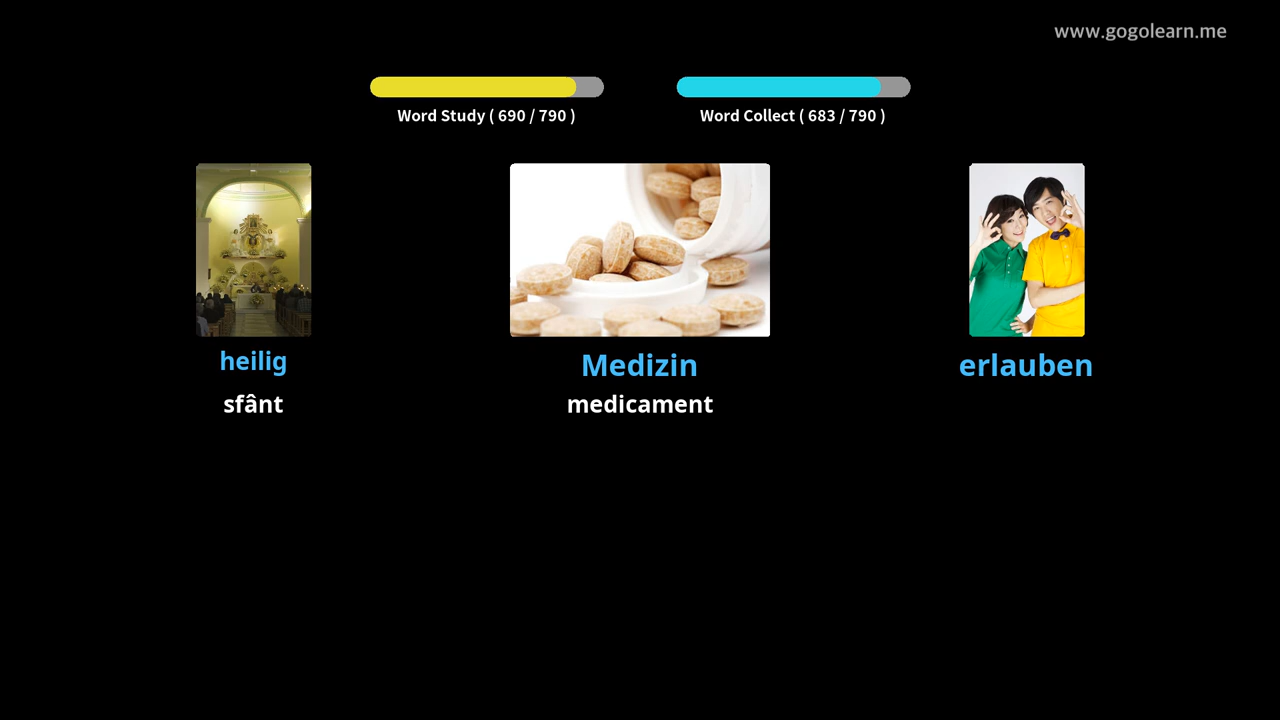 www.gogolearn.me
Word Study ( 690 / 790 )
Word Collect ( 683 / 790 )
heilig
sfânt
Medizin
medicament
erlauben